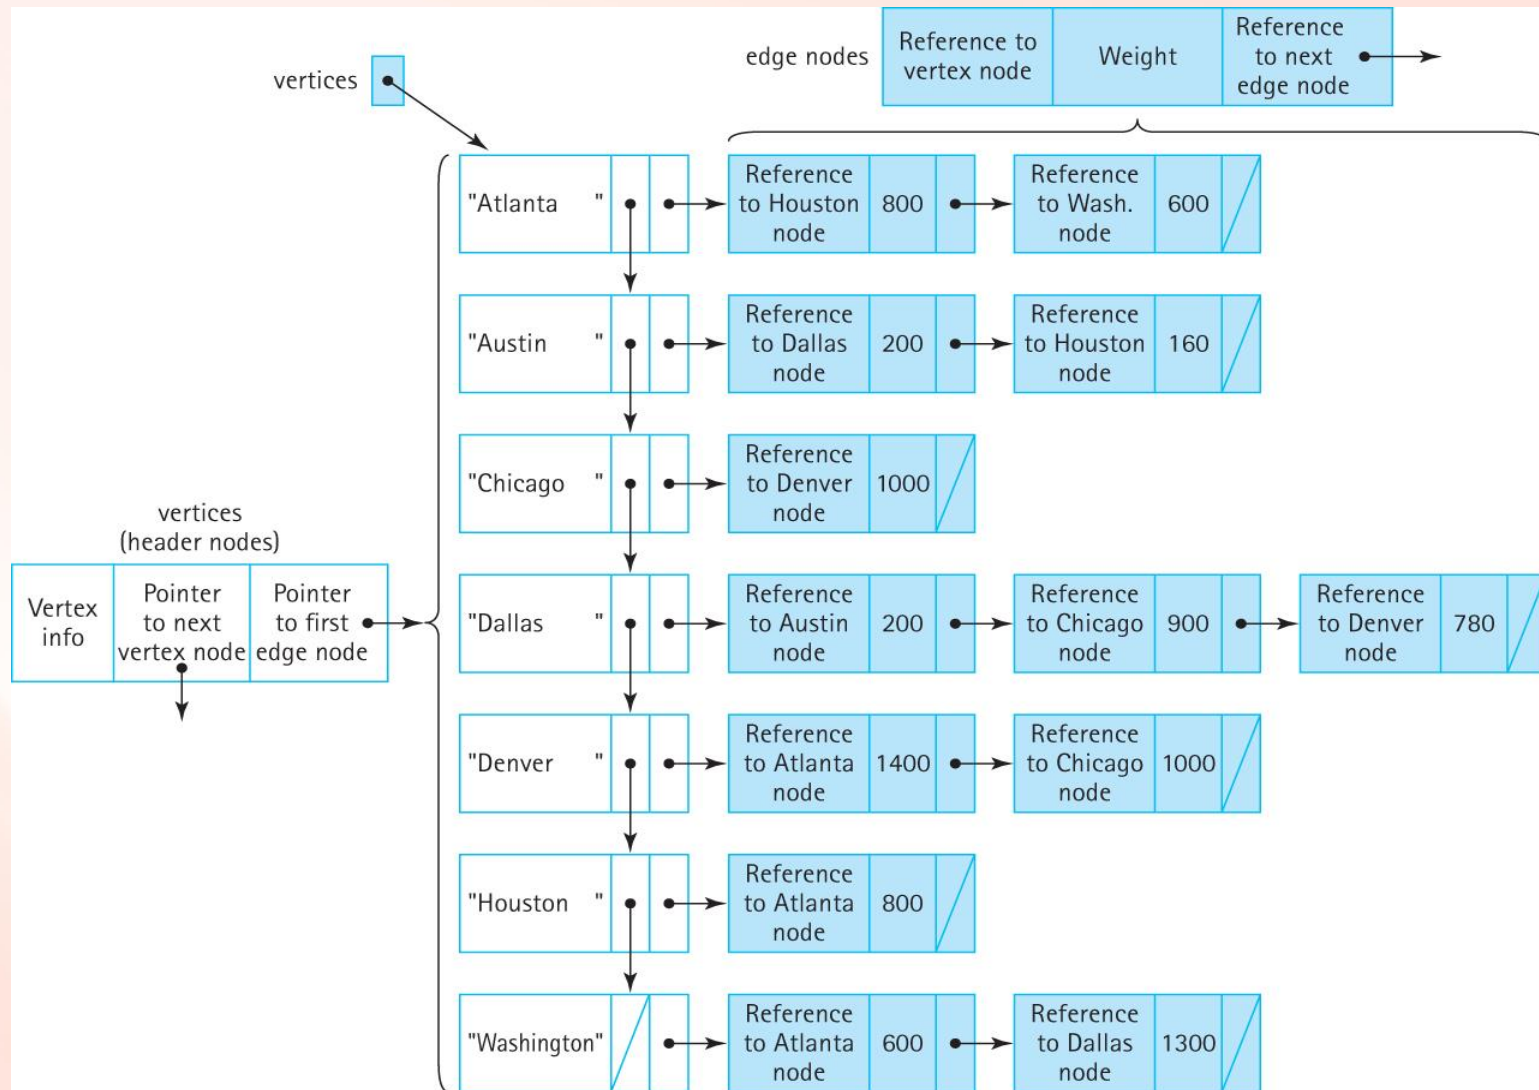 edge nodes
Reference to
vertex node
Weight
Reference
to next
edge node
vertices
"Atlanta "
Reference
to Houston
node
800
Reference
to Wash.
node
600
"Austin "
Reference
to Dallas
node
200
Reference
to Houston
node
160
"Chicago "
Reference
to Denver
node
1000
vertices
(header nodes)
Vertex
info
Pointer
to next
vertex node
Pointer
to first
edge node
"Dallas "
Reference
to Austin
node
200
Reference
to Chicago
node
900
Reference
to Denver
node
780
"Denver "
Reference
to Atlanta
node
1400
Reference
to Chicago
node
1000
"Houston "
Reference
to Atlanta
node
800
"Washington"
Reference
to Atlanta
node
600
Reference
to Dallas
node
1300